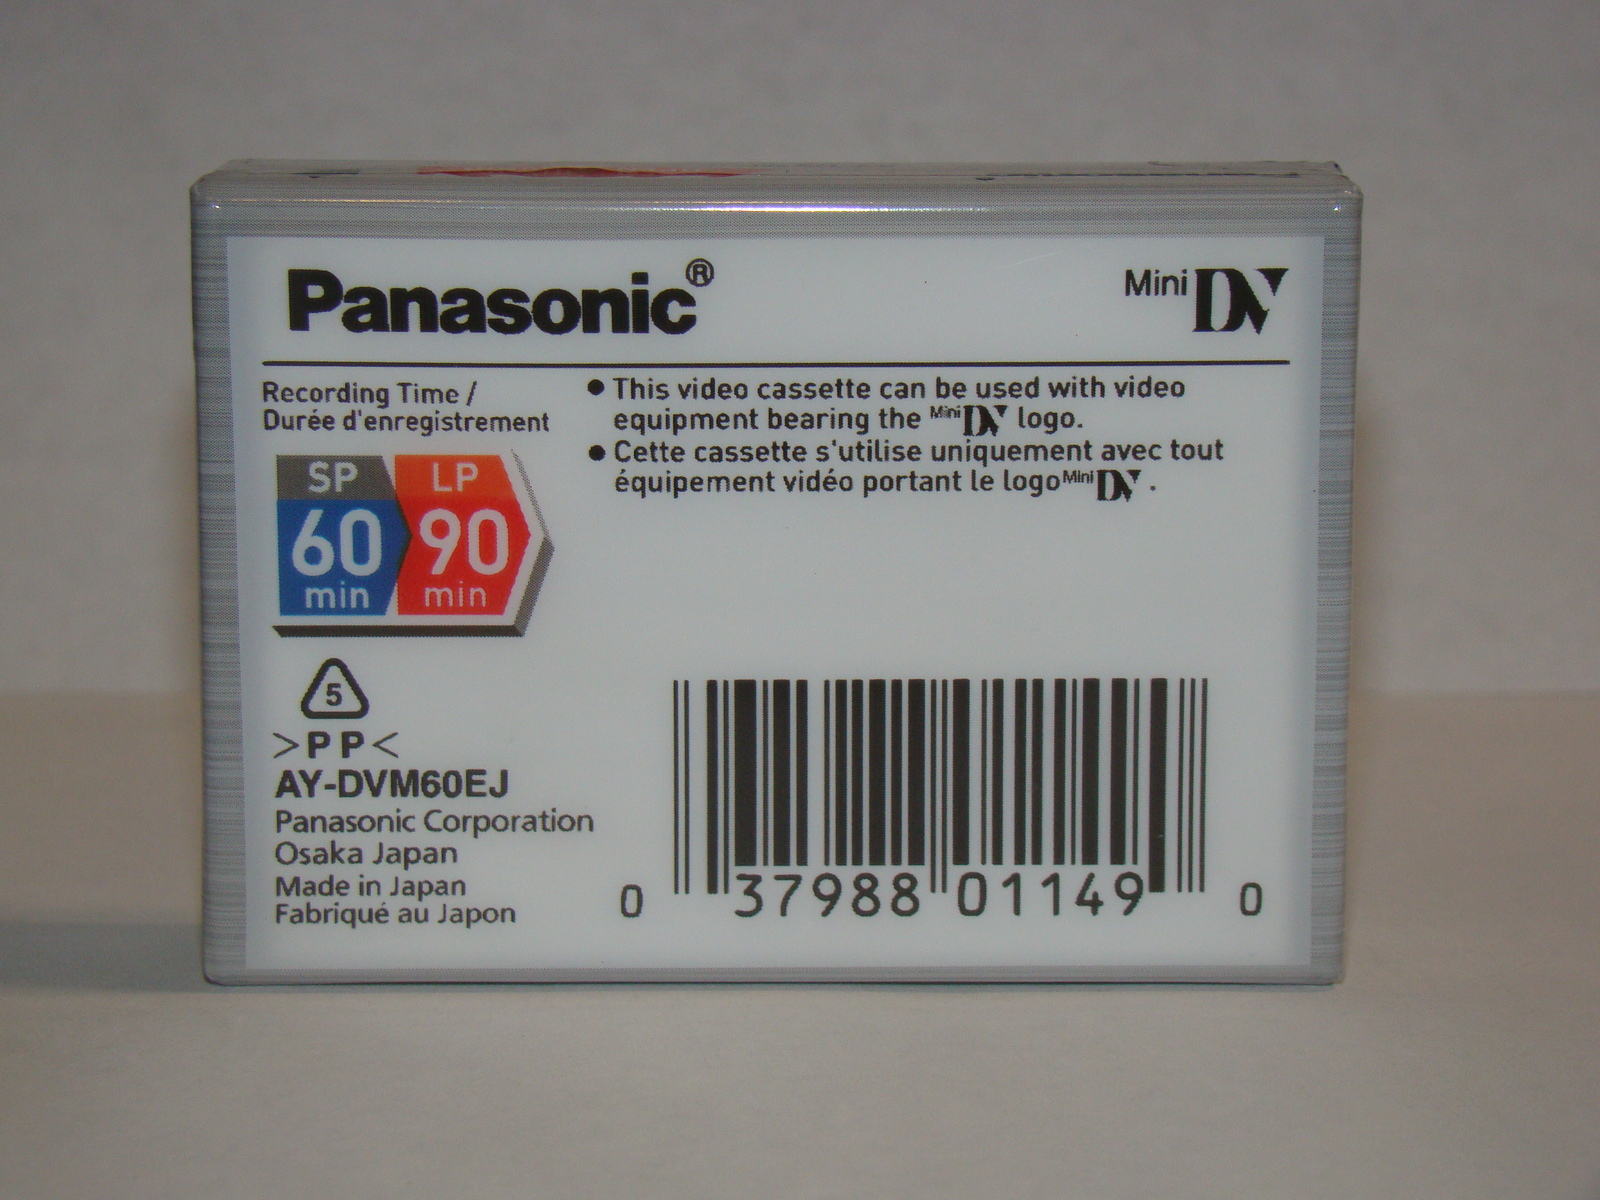 Panasonic®
Mini DV
Recording Time /
Durée d'enregistrement
SP LP
60 90
min min
● This video cassette can be used with video
equipment bearing the Mini DV logo.
● Cette cassette s'utilise uniquement avec tout
équipement vidéo portant le logo Mini DV .
5
>PP<
AY-DVM60EJ
Panasonic Corporation
Osaka Japan
Made in Japan
Fabriqué au Japon
0 37988 01149 0